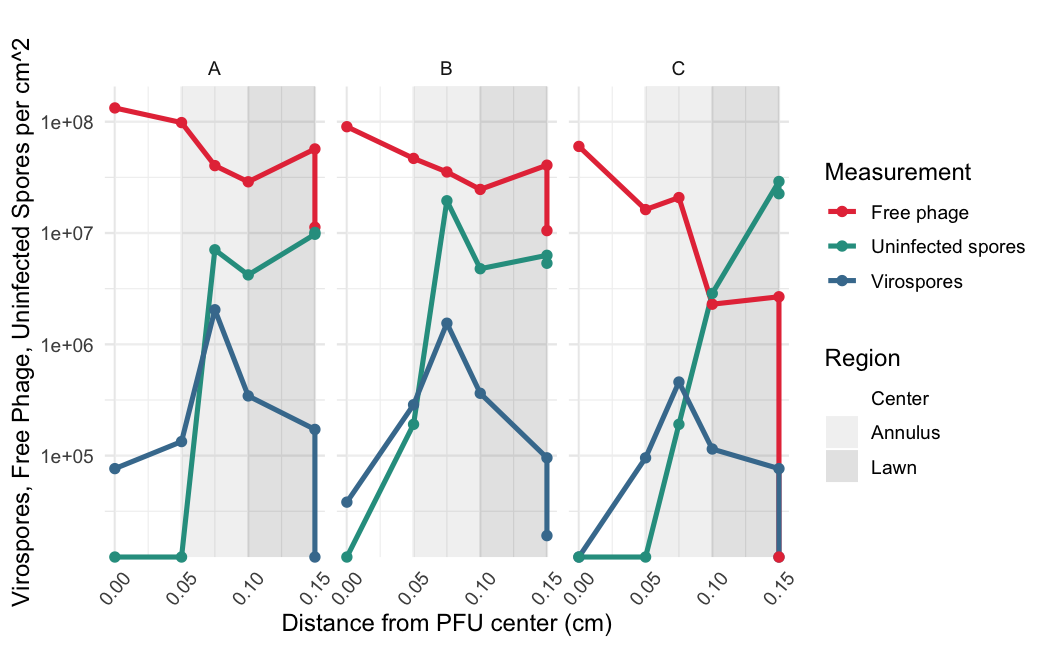 A B C
Virospores, Free Phage, Uninfected Spores per cm^2
1e+08
1e+07
1e+06
1e+05
0.00 0.05 0.10 0.15 0.00 0.05 0.10 0.15 0.00 0.05 0.10 0.15
Distance from PFU center (cm)
Measurement
Free phage
Uninfected spores
Virospores
Region
Center
Annulus
Lawn